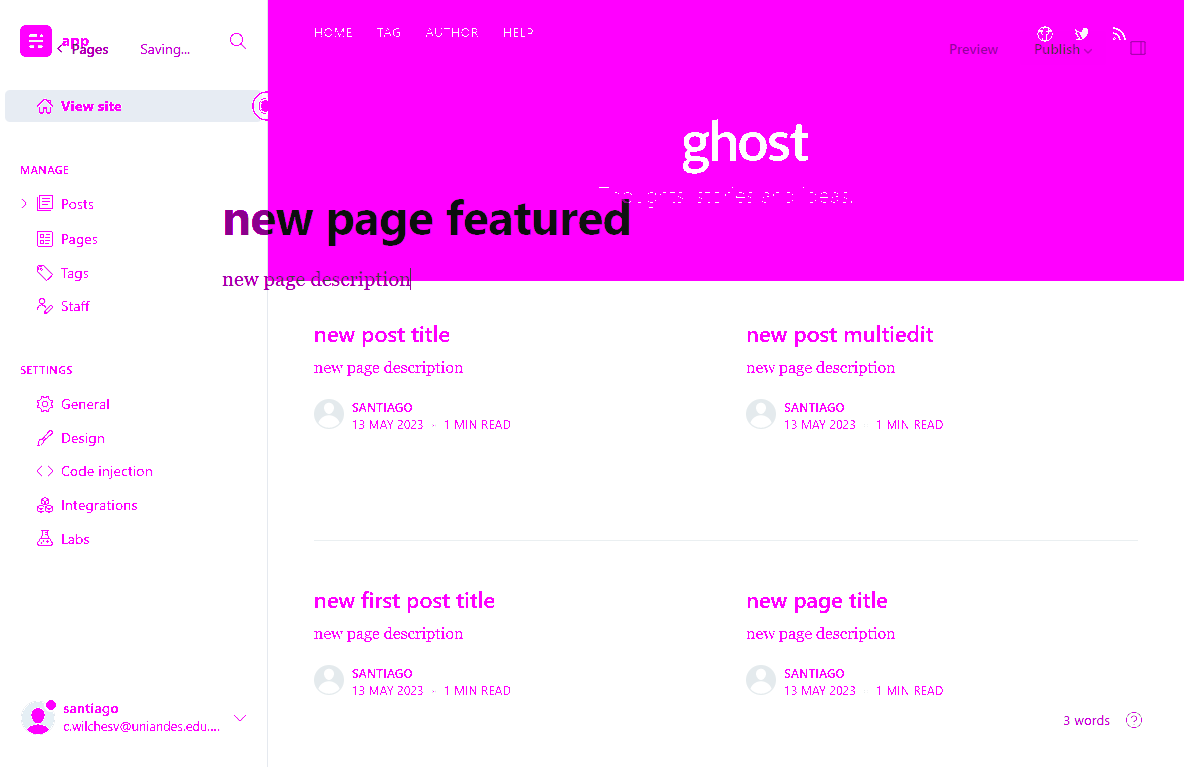 app
Pages
Saving...
HOME TAG AUTHOR HELP
Preview
Publish
View site
ghost
Thoughts, stories and ideas.
MANAGE
Posts
Pages
Tags
Staff
new page featured
new page description
SETTINGS
General
Design
Code injection
Integrations
Labs
new post title
new page description
SANTIAGO
13 MAY 2023 · 1 MIN READ
new post multiedit
new page description
SANTIAGO
13 MAY 2023 1 MIN READ
new first post title
new page description
SANTIAGO
13 MAY 2023 · 1 MIN READ
new page title
new page description
SANTIAGO
13 MAY 2023 1 MIN READ
santiago
c.wilchesv@uniandes.edu....
3 words